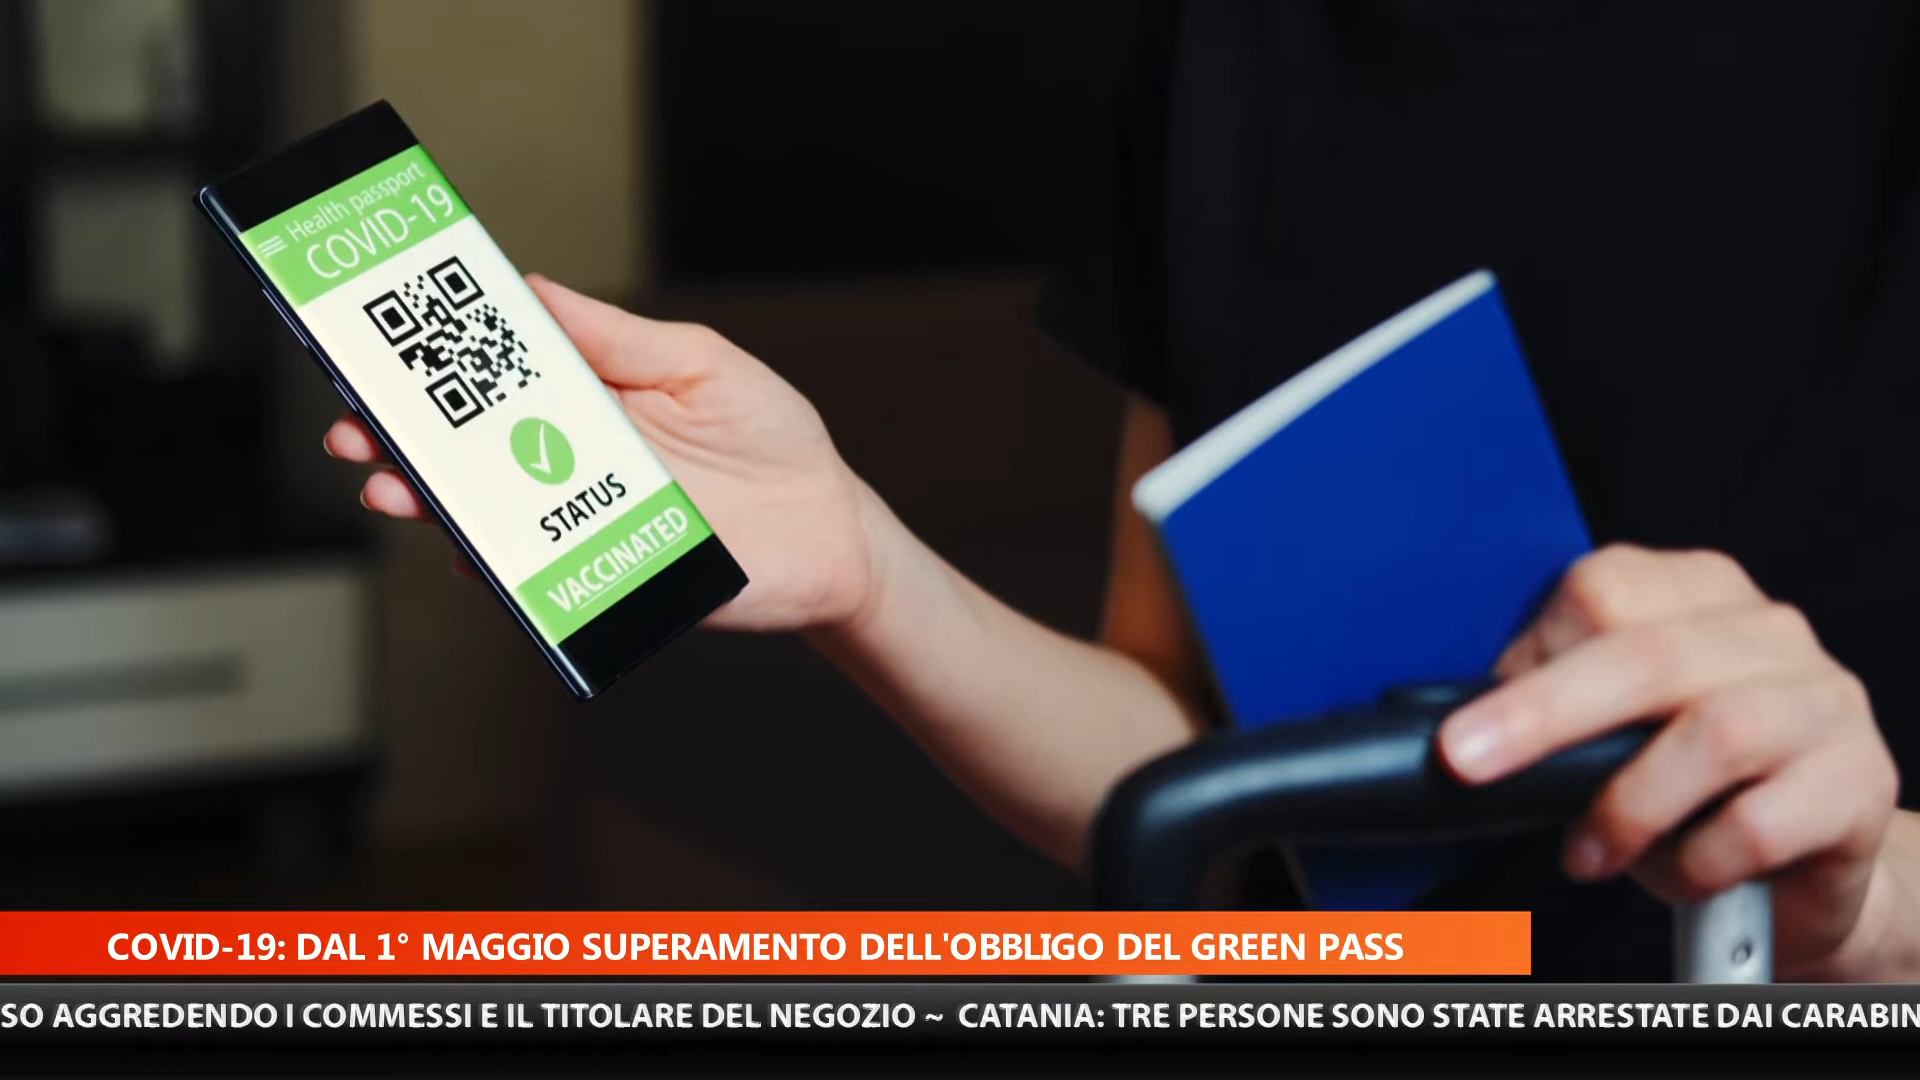 Health passport
COVID-19
STATUS
VACCINATED
COVID-19: DAL 1° MAGGIO SUPERAMENTO DELL'OBBLIGO DEL GREEN PASS
SO AGGREDENDO I COMMESSI E IL TITOLARE DEL NEGOZIO ~ CATANIA: TRE PERSONE SONO STATE ARRESTATE DAI CARABIN